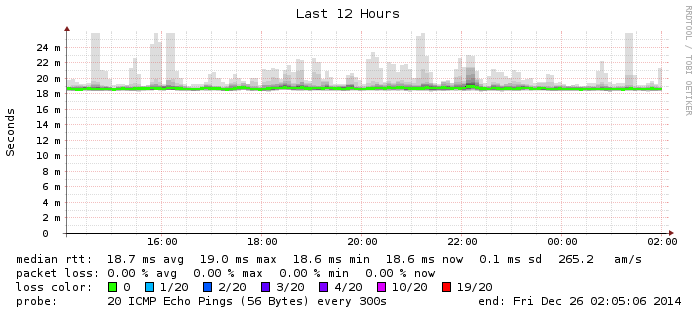 Last 12 Hours
RRDTOOL / TOBI OETIKER
Seconds
24 m
22 m
20 m
18 m
16 m
14 m
12 m
10 m
8 m
6 m
4 m
2 m
0
16:00 18:00 20:00 22:00 00:00 02:00
median rtt: 18.7 ms avg 19.0 ms max 18.6 ms min 18.6 ms now 0.1 ms sd 265.2 am/s
packet loss: 0.00 % avg 0.00 % max 0.00 % min 0.00 % now
loss color: 0 1/20 2/20 3/20 4/20 10/20 19/20
probe: 20 ICMP Echo Pings (56 Bytes) every 300s end: Fri Dec 26 02:05:06 2014